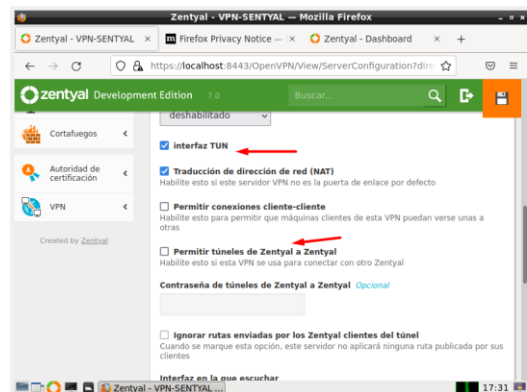 Zentyal - VPN-SENTYAL — Mozilla Firefox
Zentyal - VPN-SENTYAL
Firefox Privacy Notice —
Zentyal - Dashboard
https://localhost:8443/OpenVPN/View/ServerConfiguration?dire
zentyal Development Edition 7.0
Buscar...
Cortafuegos
Autoridad de
certificación
VPN
Created by Zentyal
deshabilitado
interfaz TUN
Traducción de dirección de red (NAT)
Habilite esto si este servidor VPN no es la puerta de enlace por defecto
Permitir conexiones cliente-cliente
Habilite esto para permitir que máquinas clientes de esta VPN puedan verse unas a
otras
Permitir túneles de Zentyal a Zentyal
Habilite esto si esta VPN se usa para conectar con otro Zentyal
Contraseña de túneles de Zentyal a Zentyal Opcional
Ignorar rutas enviadas por los Zentyal clientes del túnel
Cuando se marque esta opción, este servidor no aplicará ninguna ruta publicada por sus
clientes
Interfaz en la que escuchar
Zentyal - VPN-SENTYAL ...
17:31